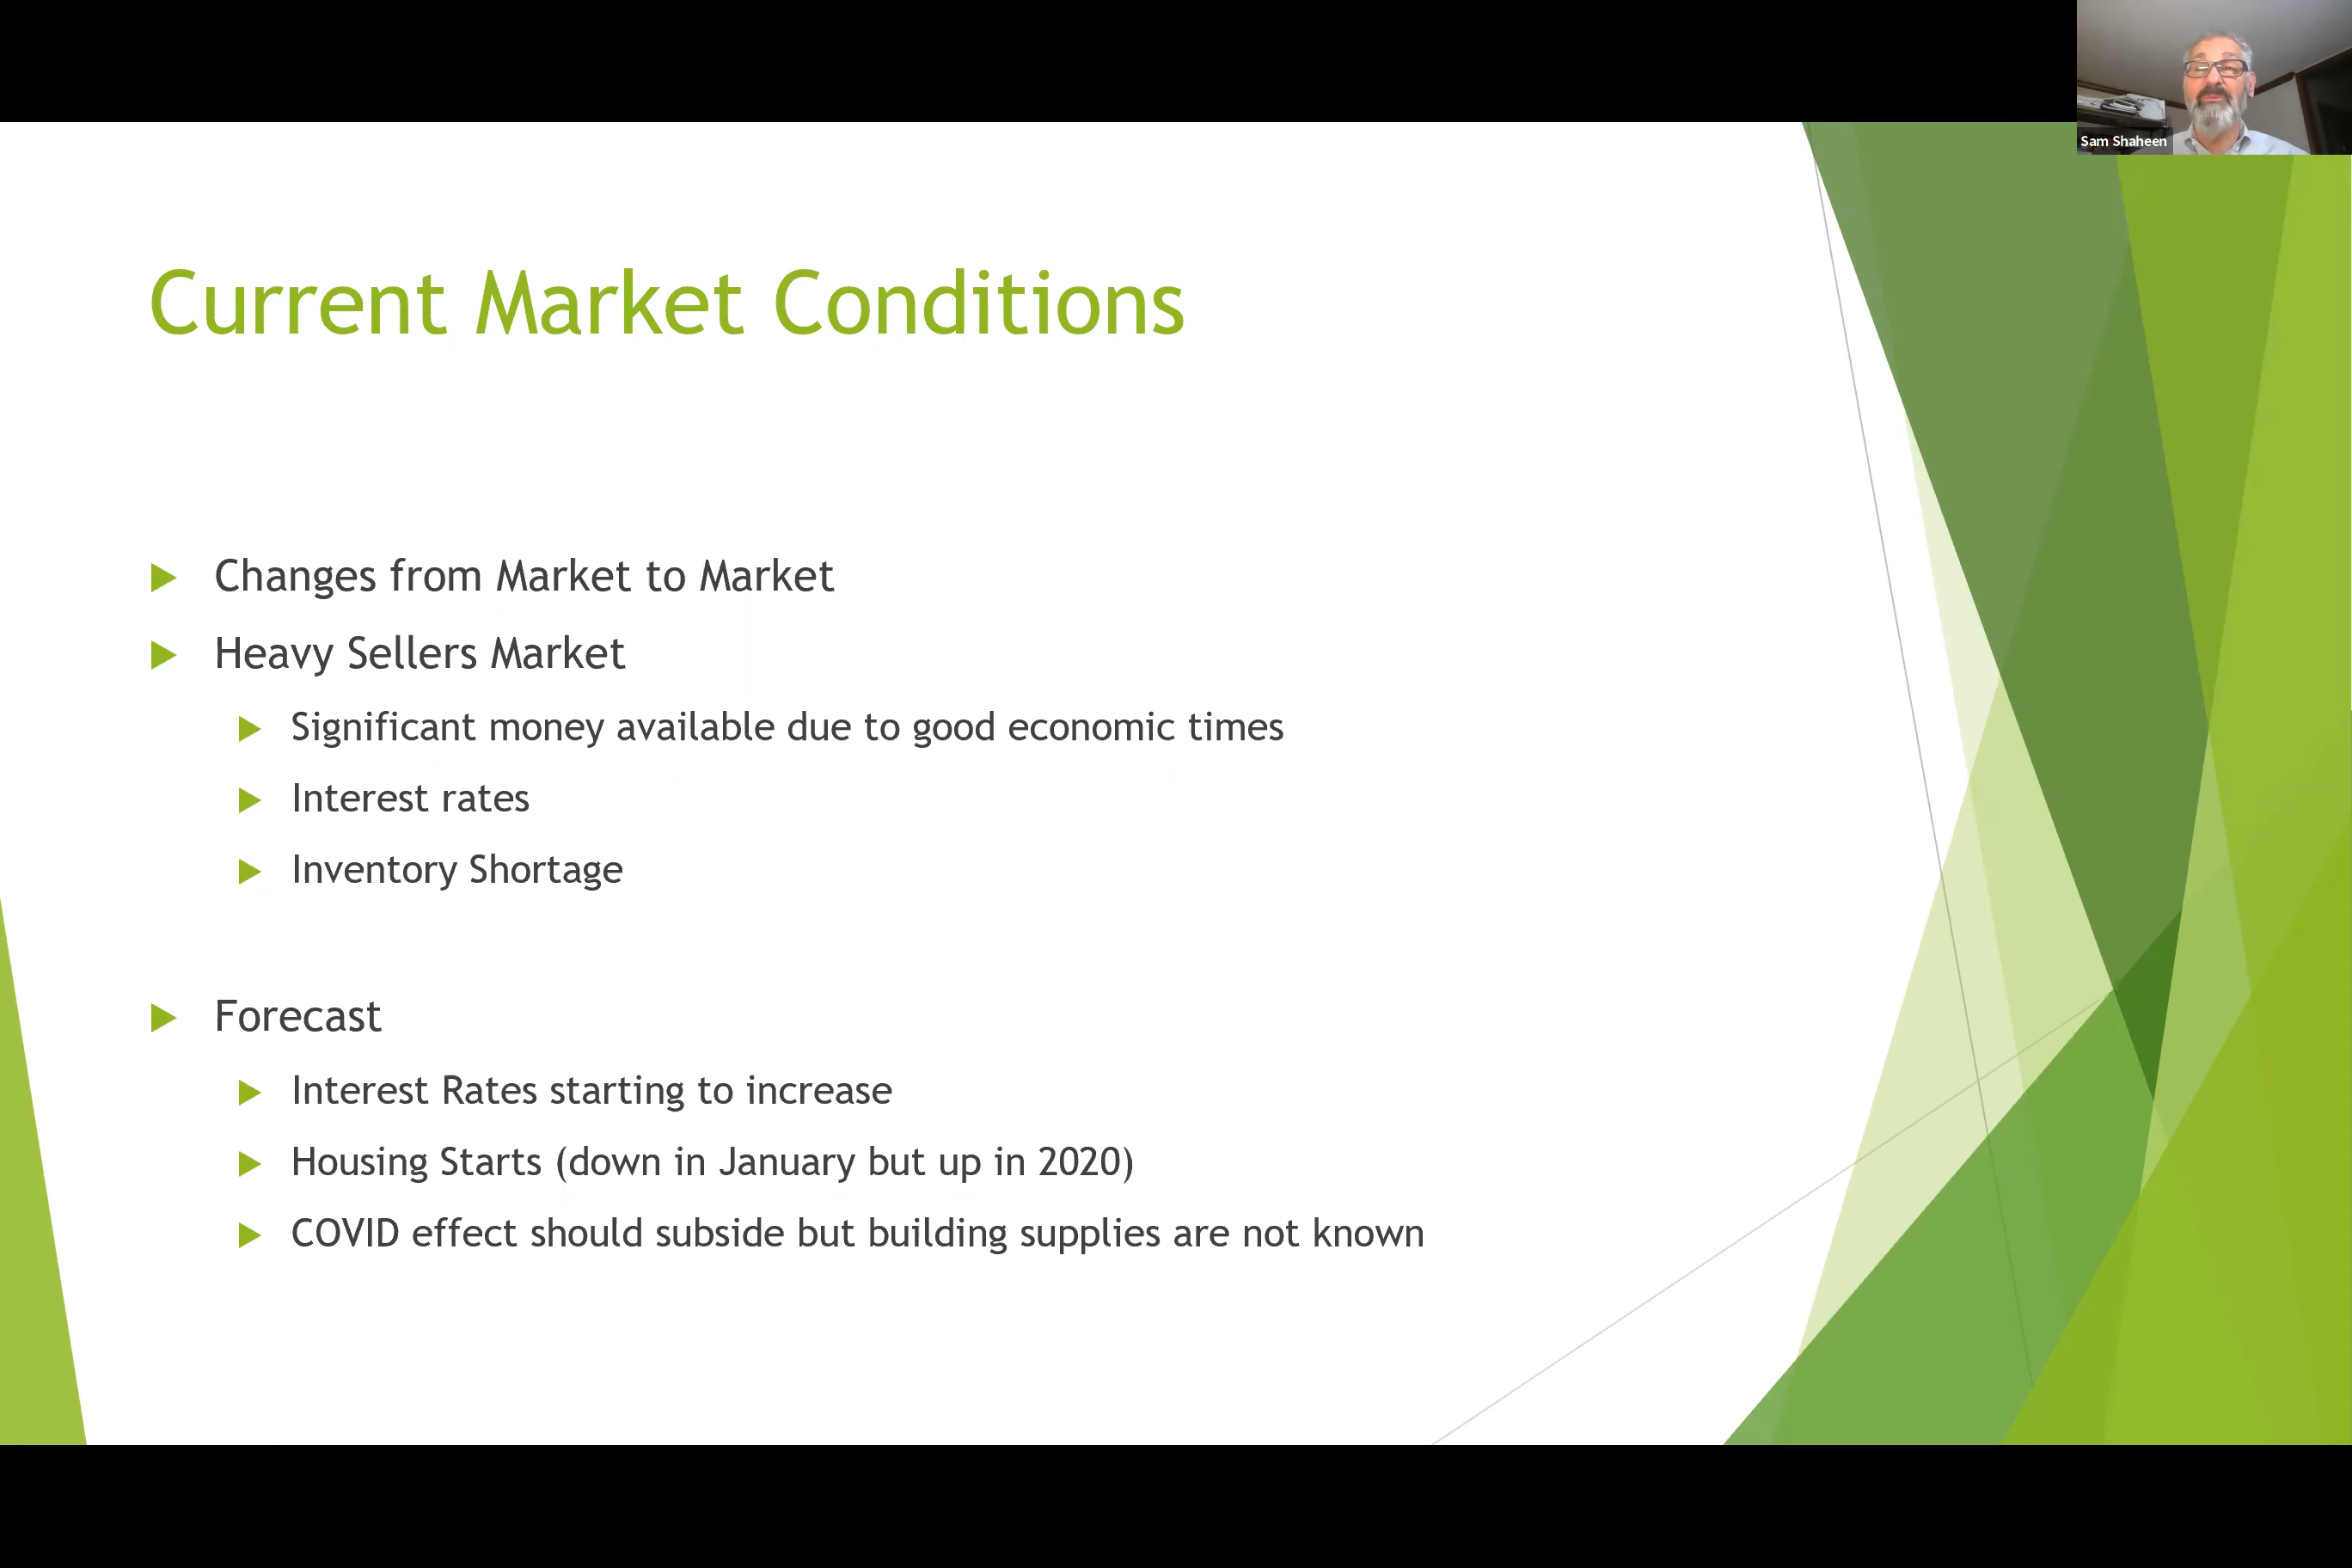 Sam Shaheen
Current Market Conditions
Changes from Market to Market
Heavy Sellers Market
Significant money available due to good economic times
Interest rates
Inventory Shortage
Forecast
Interest Rates starting to increase
Housing Starts (down in January but up in 2020)
COVID effect should subside but building supplies are not known